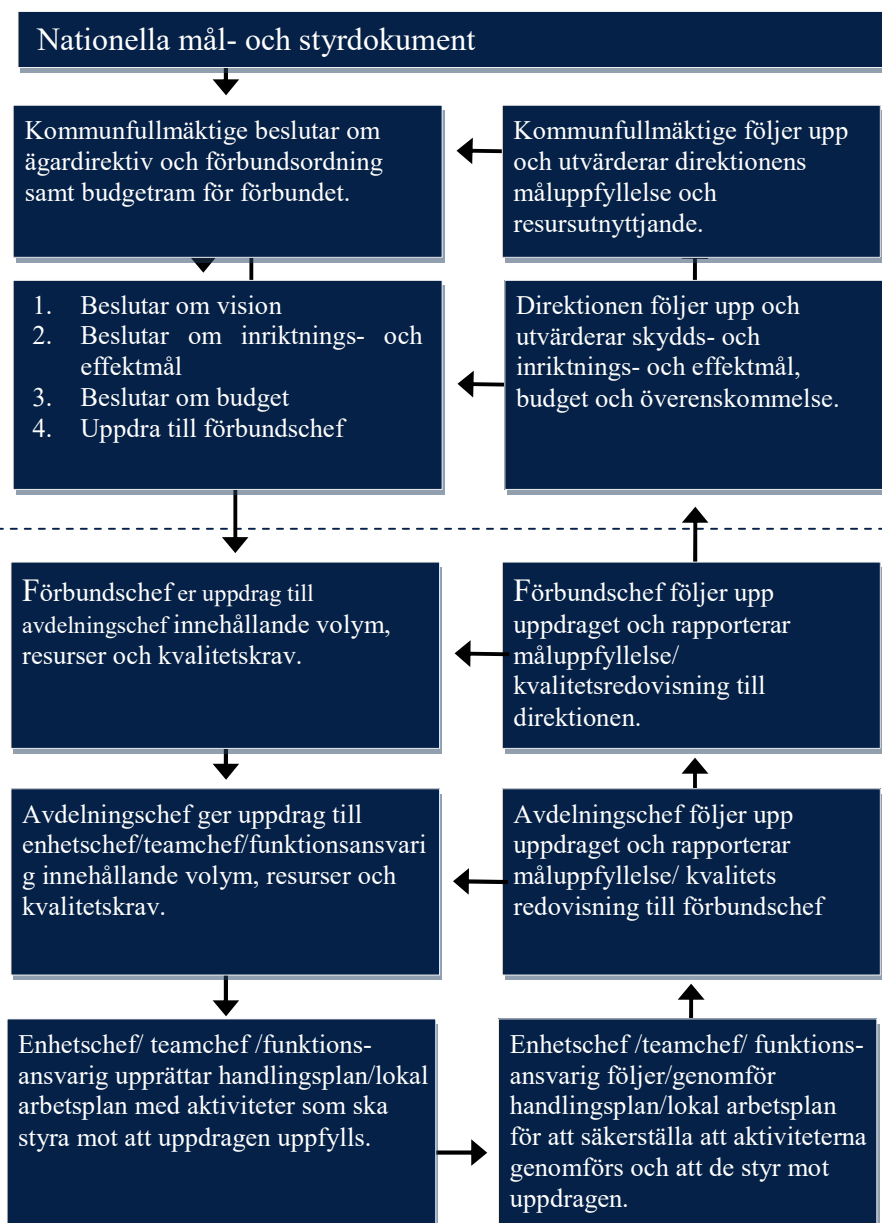 Nationella mål- och styrdokument
Kommunfullmäktige beslutar om
ägardirektiv och förbundsordning
samt budgetram för förbundet.
Kommunfullmäktige följer upp
och utvärderar direktionens
måluppfyllelse och
resursutnyttjande.
1. Beslutar om vision
2. Beslutar om inriktnings- och
effektmål
3. Beslutar om budget
4. Uppdra till förbundschef
Direktionen följer upp och
utvärderar skydds- och
inriktnings- och effektmål,
budget och överenskommelse.
Förbundschef er uppdrag till
avdelningschef innehållande volym,
resurser och kvalitetskrav.
Förbundschef följer upp
uppdraget och rapporterar
måluppfyllelse/
kvalitetsredovisning till
direktionen.
Avdelningschef ger uppdrag till
enhetschef/teamchef/funktionsansvari
g innehållande volym, resurser och
kvalitetskrav.
Avdelningschef följer upp
uppdraget och rapporterar
måluppfyllelse/ kvalitets
redovisning till förbundschef
Enhetschef/ teamchef /funktions-
ansvarig upprättar handlingsplan/lokal
arbetsplan med aktiviteter som ska
styra mot att uppdragen uppfylls.
Enhetschef /teamchef/ funktions-
ansvarig följer/genomför
handlingsplan/lokal arbetsplan
för att säkerställa att aktiviteterna
genomförs och att de styr mot
uppdragen.